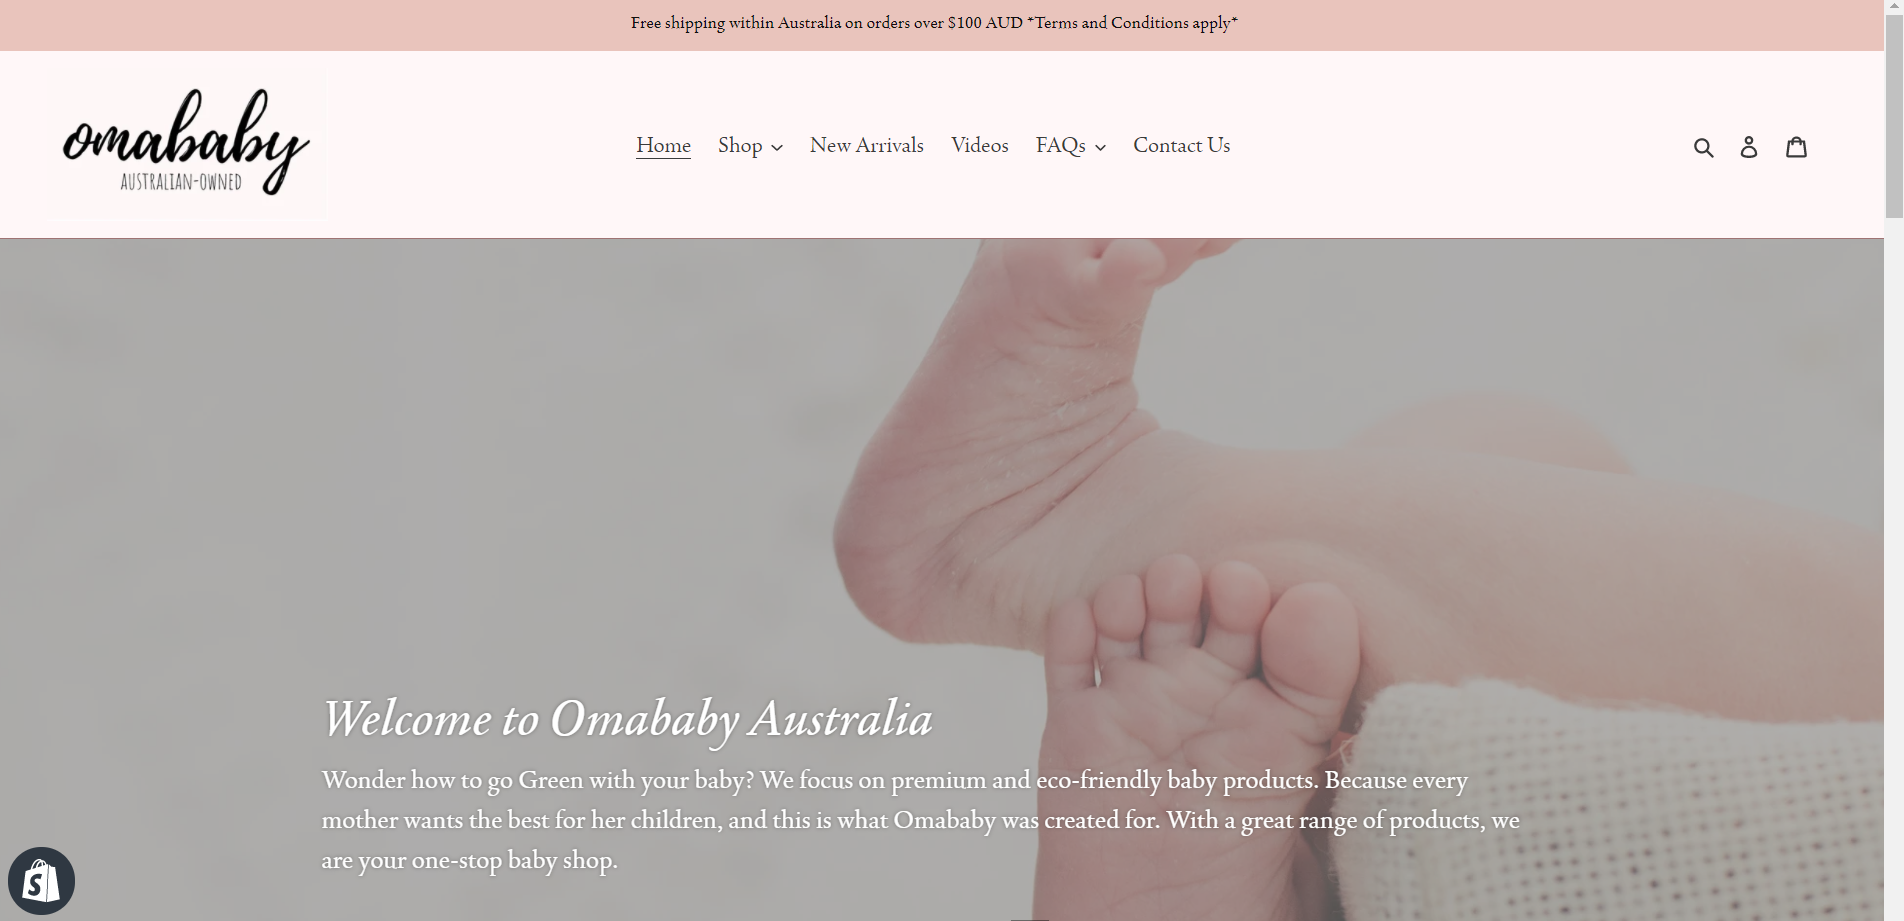 Free shipping within Australia on orders over $100 AUD *Terms and Conditions apply*
omababy
AUSTRALIAN-OWNED
Home Shop New Arrivals Videos FAQs Contact Us
Welcome to Omababy Australia
Wonder how to go Green with your baby? We focus on premium and eco-friendly baby products. Because every
mother wants the best for her children, and this is what Omababy was created for. With a great range of products, we
are your one-stop baby shop.